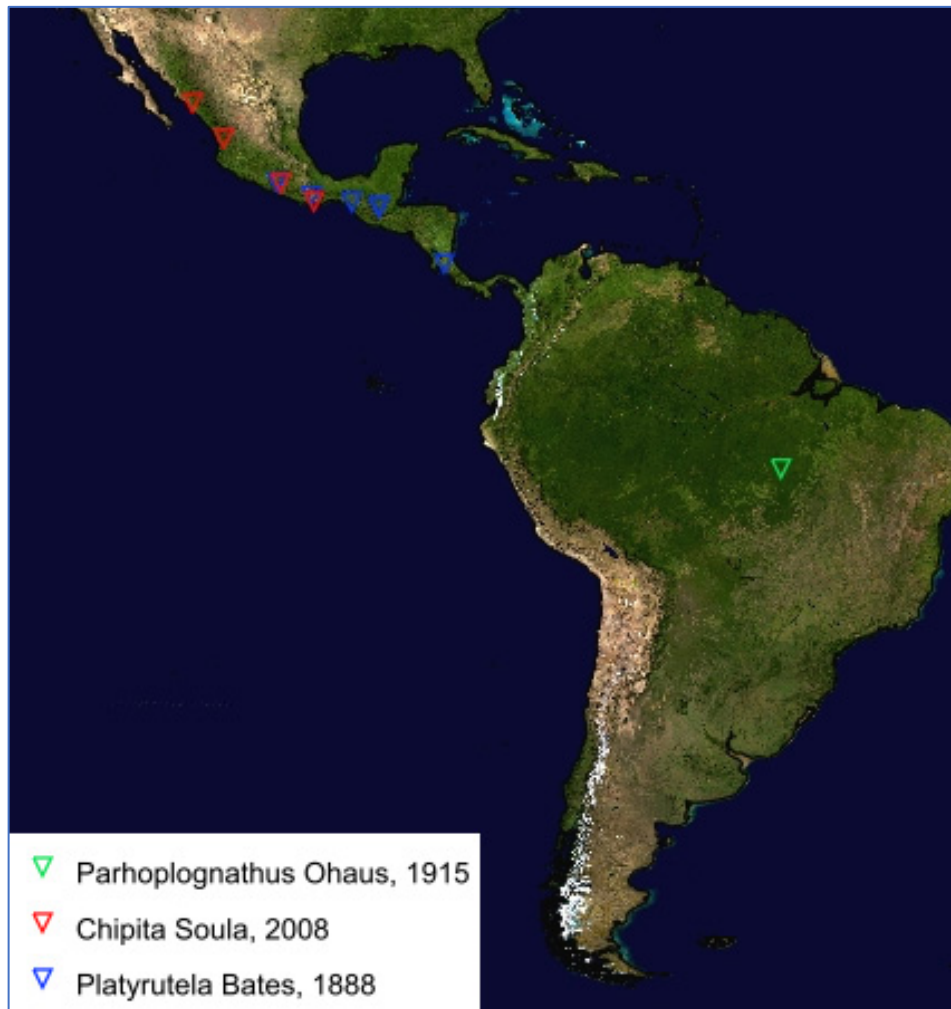 Parhoplognathus Ohaus, 1915
Chipita Soula, 2008
Platyrutela Bates, 1888